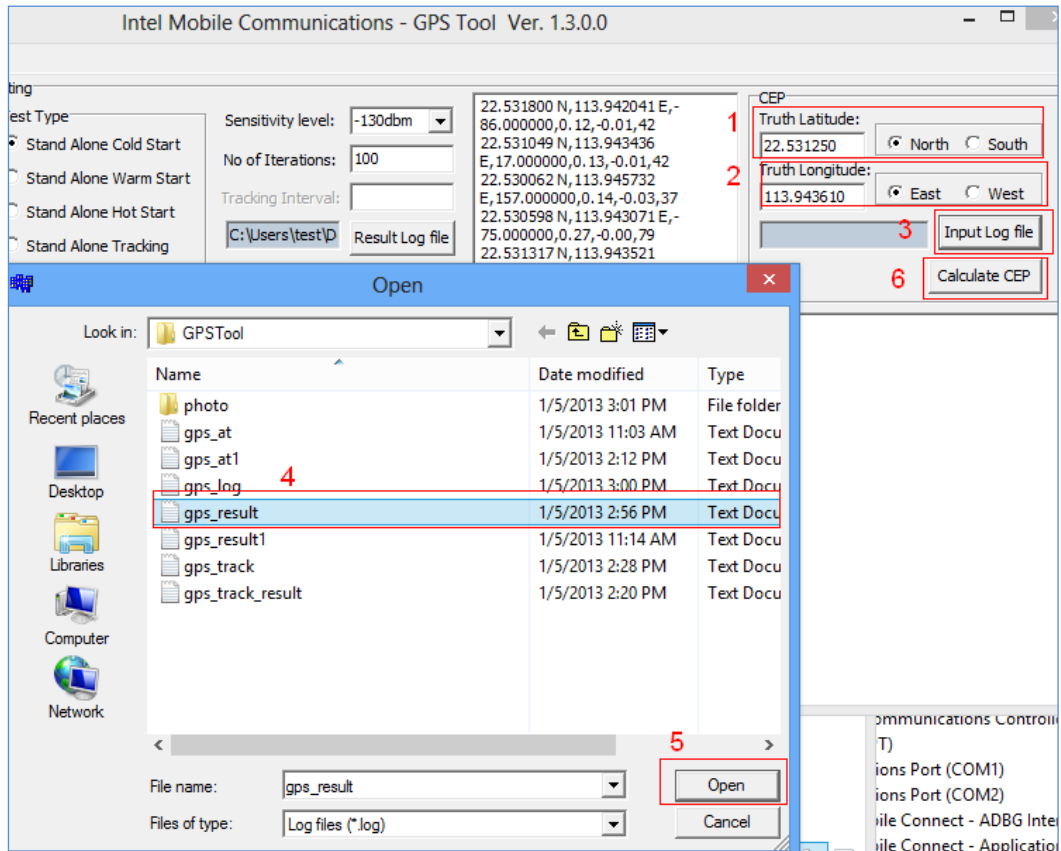 Intel Mobile Communications - GPS Tool Ver. 1.3.0.0
ting
est Type
Stand Alone Cold Start
Stand Alone Warm Start
Stand Alone Hot Start
Stand Alone Tracking
Sensitivity level: -130dbm
No of Iterations: 100
Tracking Interval:
C:\Users\test\D Result Log file
22.531800 N,113.942041 E,-
86.000000,0.12,-0.01,42
22.531049 N,113.943436
E,17.000000,0.13,-0.01,42
22.530062 N,113.945732
E,157.000000,0.14,-0.03,37
22.530598 N,113.943071 E,-
75.000000,0.27,-0.00,79
22.531317 N,113.943521
CEP
1 Truth Latitude:
22.531250 North South
2 Truth Longitude:
113.943610 East West
3 Input Log file
6 Calculate CEP
Open
Look in: GPSTool
Recent places
Desktop
Libraries
Computer
Network
Name Date modified Type
photo 1/5/2013 3:01 PM File folder
gps_at 1/5/2013 11:03 AM Text Docu
gps_at1 1/5/2013 2:12 PM Text Docu
gps_log 1/5/2013 3:00 PM Text Docu
4
gps_result 1/5/2013 2:56 PM Text Docu
gps_result1 1/5/2013 11:14 AM Text Docu
gps_track 1/5/2013 2:28 PM Text Docu
gps_track_result 1/5/2013 2:20 PM Text Docu
5
File name: gps_result Open
Files of type: Log files (*.log) Cancel
ommunications Controlle
T)
ions Port (COM1)
ions Port (COM2)
ile Connect - ADBG Inte
ile Connect - Application